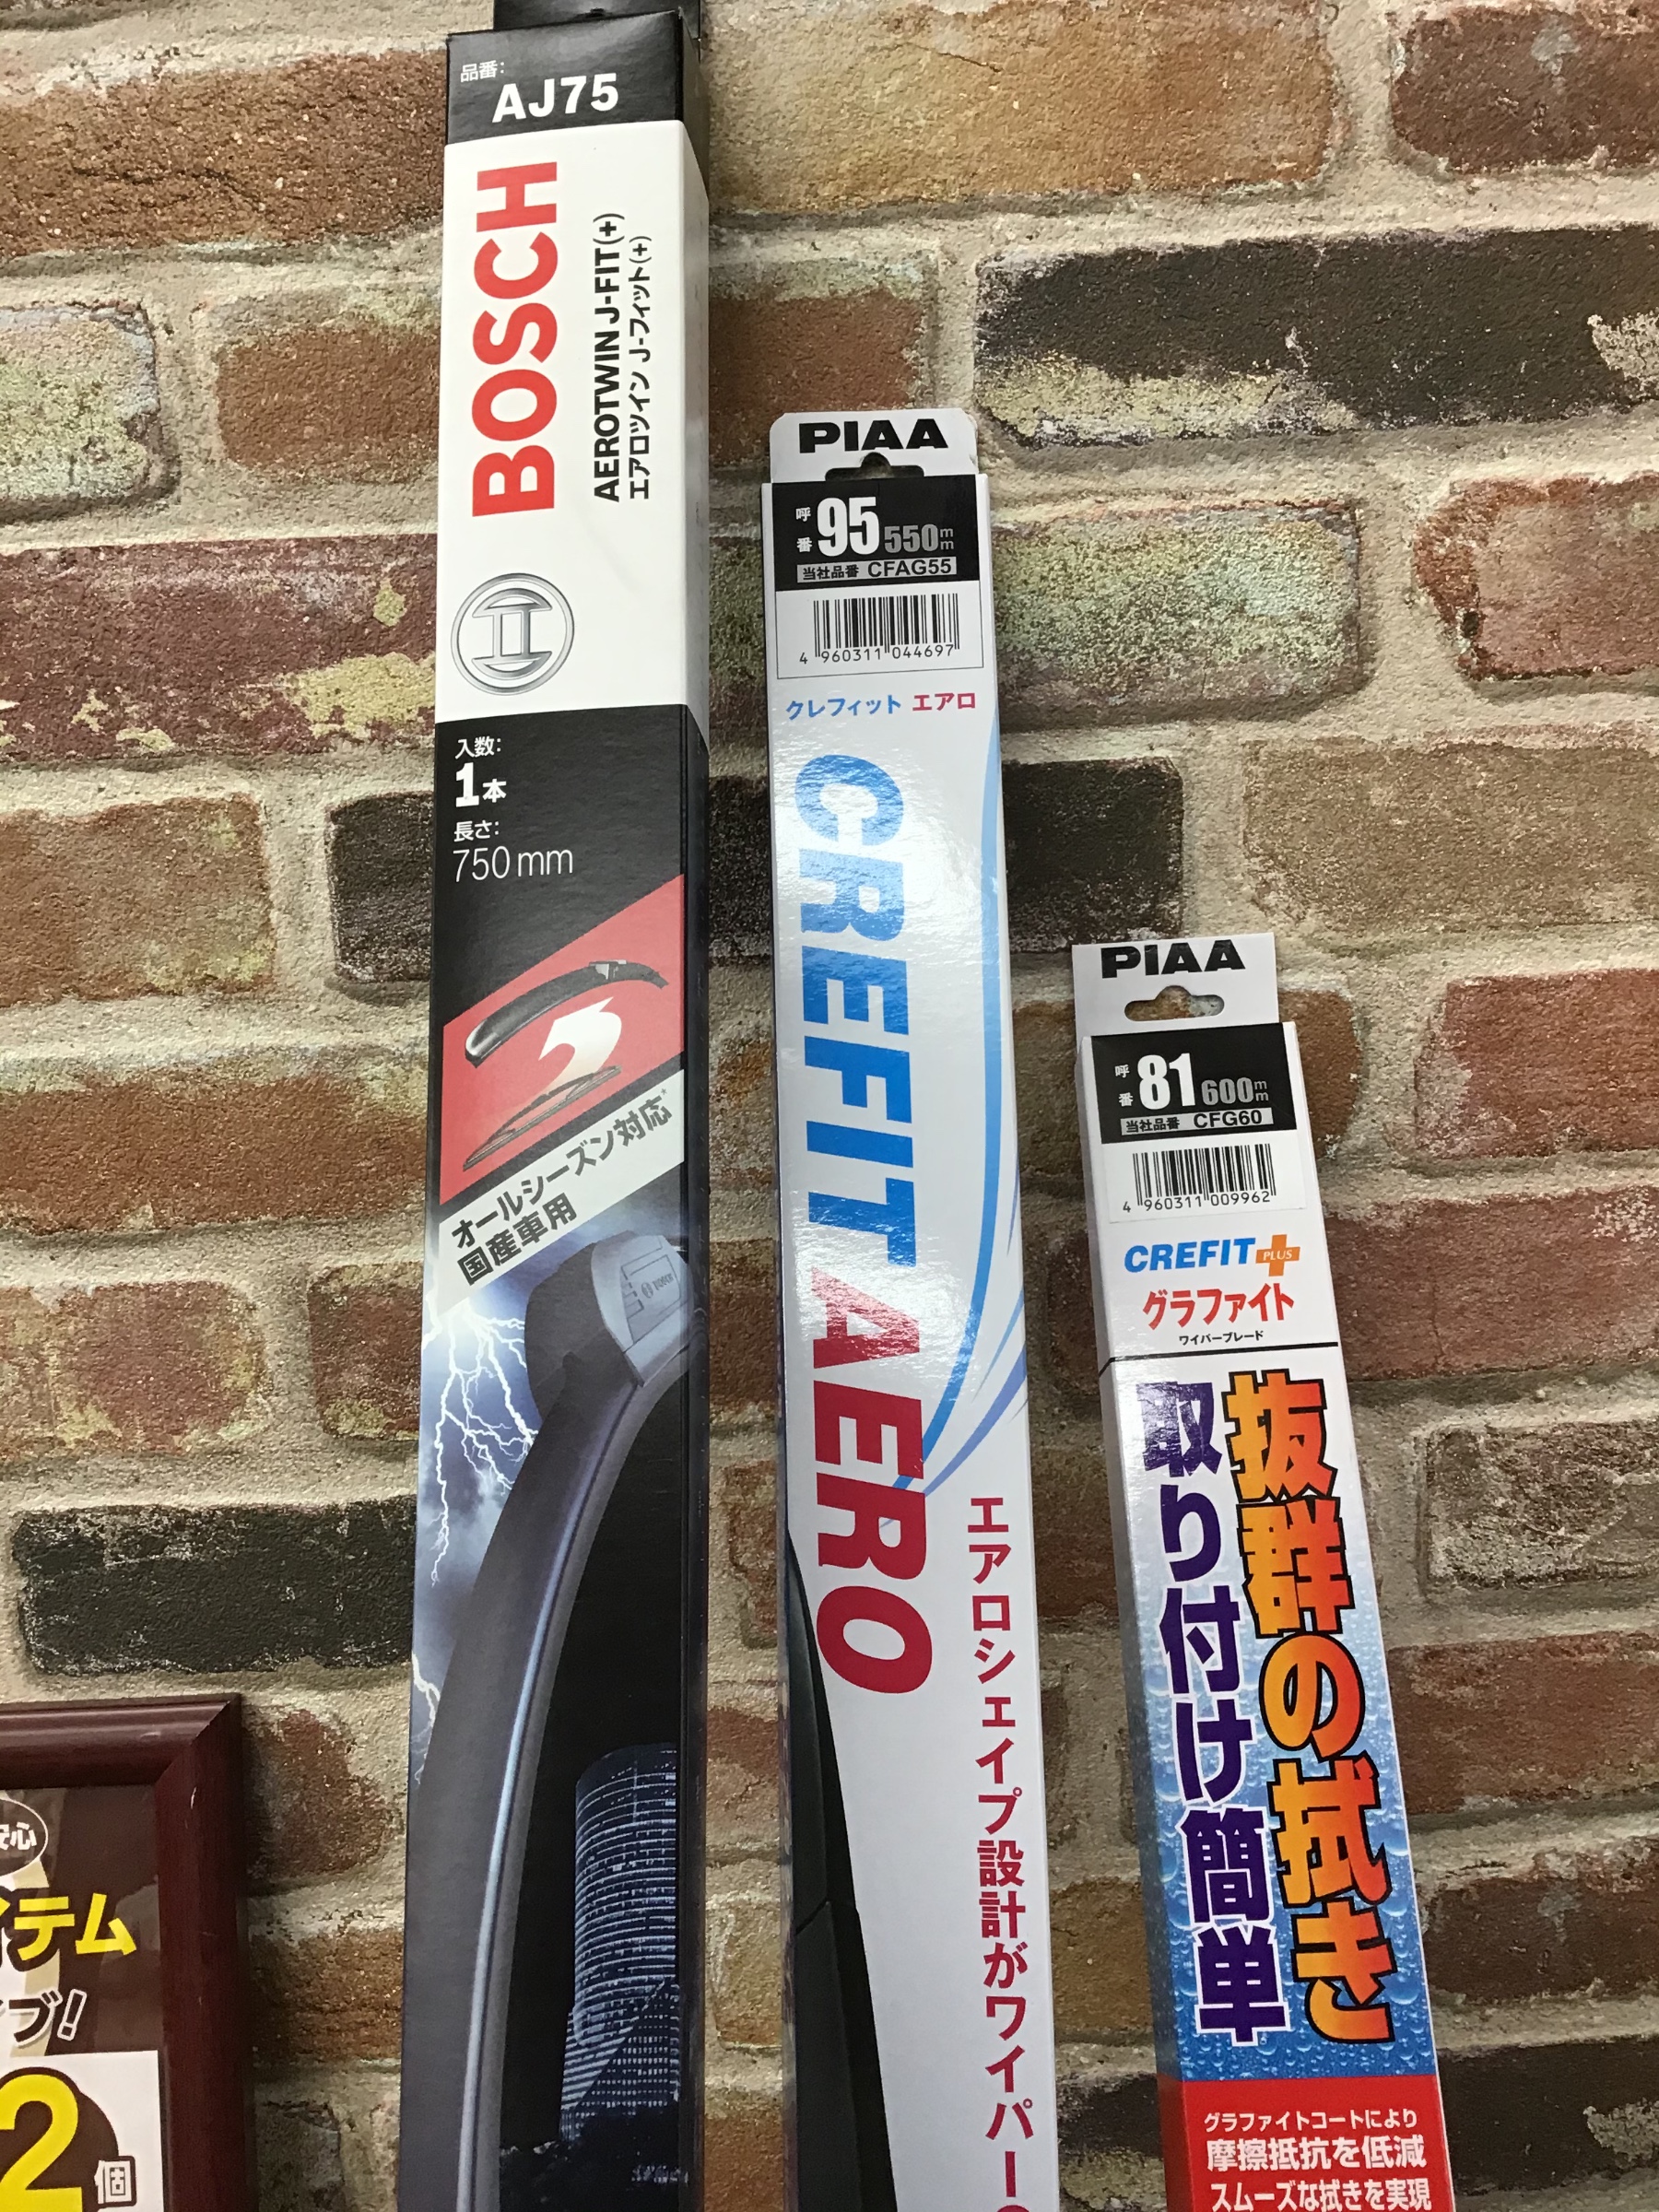 品番:
AJ75
BOSCH
AEROTWIN J-FIT(+)
エアロツイン J-フィット(+)
入数:
1本
長さ:
750mm
オールシーズン対応*
国産車用
BOSCH
PIAA
呼番 95 550mm
当社品番 CFAG55
4 960311 044697
クレフィット エアロ
CREFIT AERO
エアロシェイプ設計がワイパー
PIAA
呼番 81 600mm
当社品番 CFG60
4 960311 009962
CREFIT PLUS
グラファイト
ワイパーブレード
抜群の拭き
取り付け簡単
グラファイトコートにより
摩擦抵抗を低減
スムーズな拭きを実現
安心
イテム
ブ!
2個